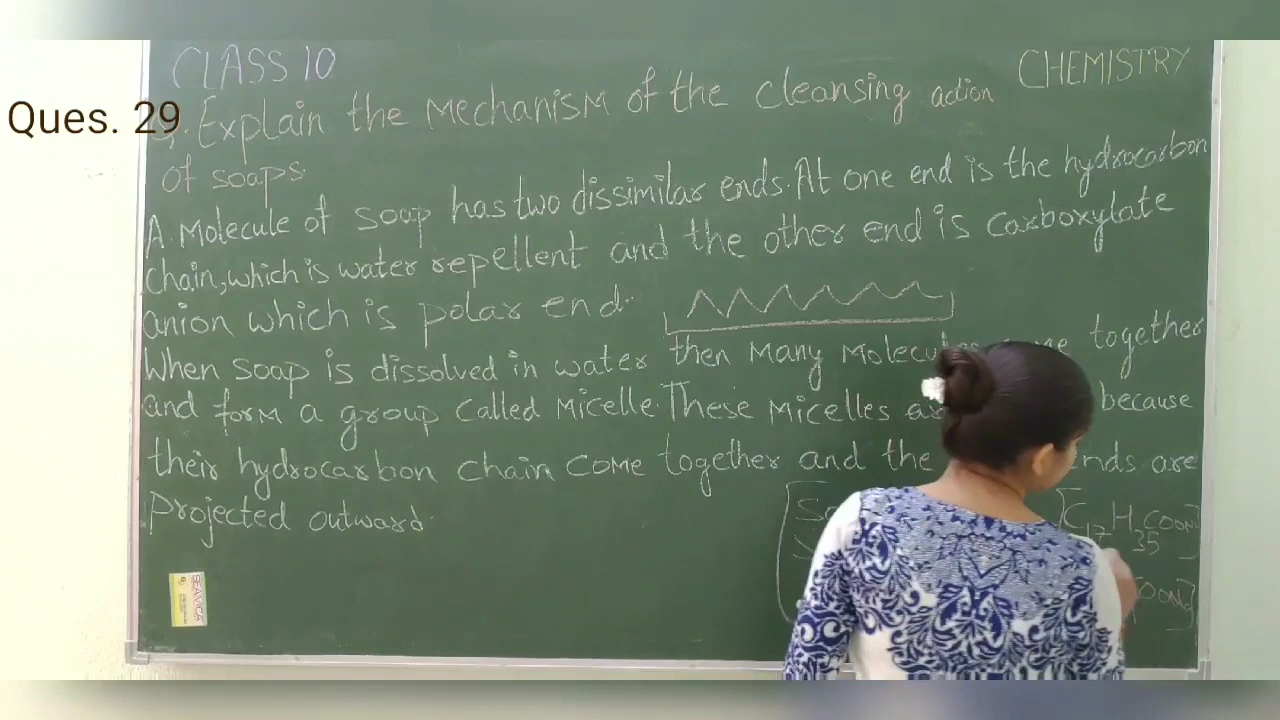 CLASS 10
CHEMISTRY
Ques. 29
Q. Explain the Mechanism of the cleansing action
of soaps.
A Molecule of soap has two dissimilar ends. At one end is the hydrocarbon
chain, which is water repellent and the other end is carboxylate
anion which is polar end.
When soap is dissolved in water then Many Molecules together
and form a group called Micelle. These Micelles because
their hydrocarbon chain come together and the ends are
Projected outward.
C17H35COONa